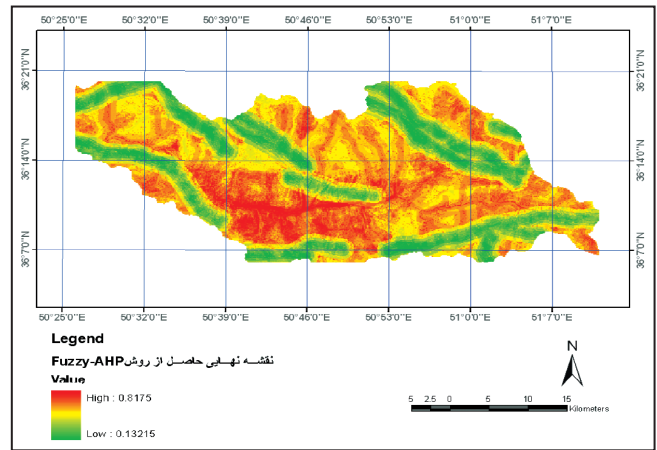 50°25'0"E 50°32'0"E 50°39'0"E 50°46'0"E 50°53'0"E 51°0'0"E 51°7'0"E
36°21'0"N 36°21'0"N
36°14'0"N 36°14'0"N
36°7'0"N 36°7'0"N
50°25'0"E 50°32'0"E 50°39'0"E 50°46'0"E 50°53'0"E 51°0'0"E 51°7'0"E
Legend
نقشه نهایی حاصل از روش Fuzzy-AHP
Value
High : 0.8175
Low : 0.13215
N
5 2.5 0 5 10 15
Kilometers